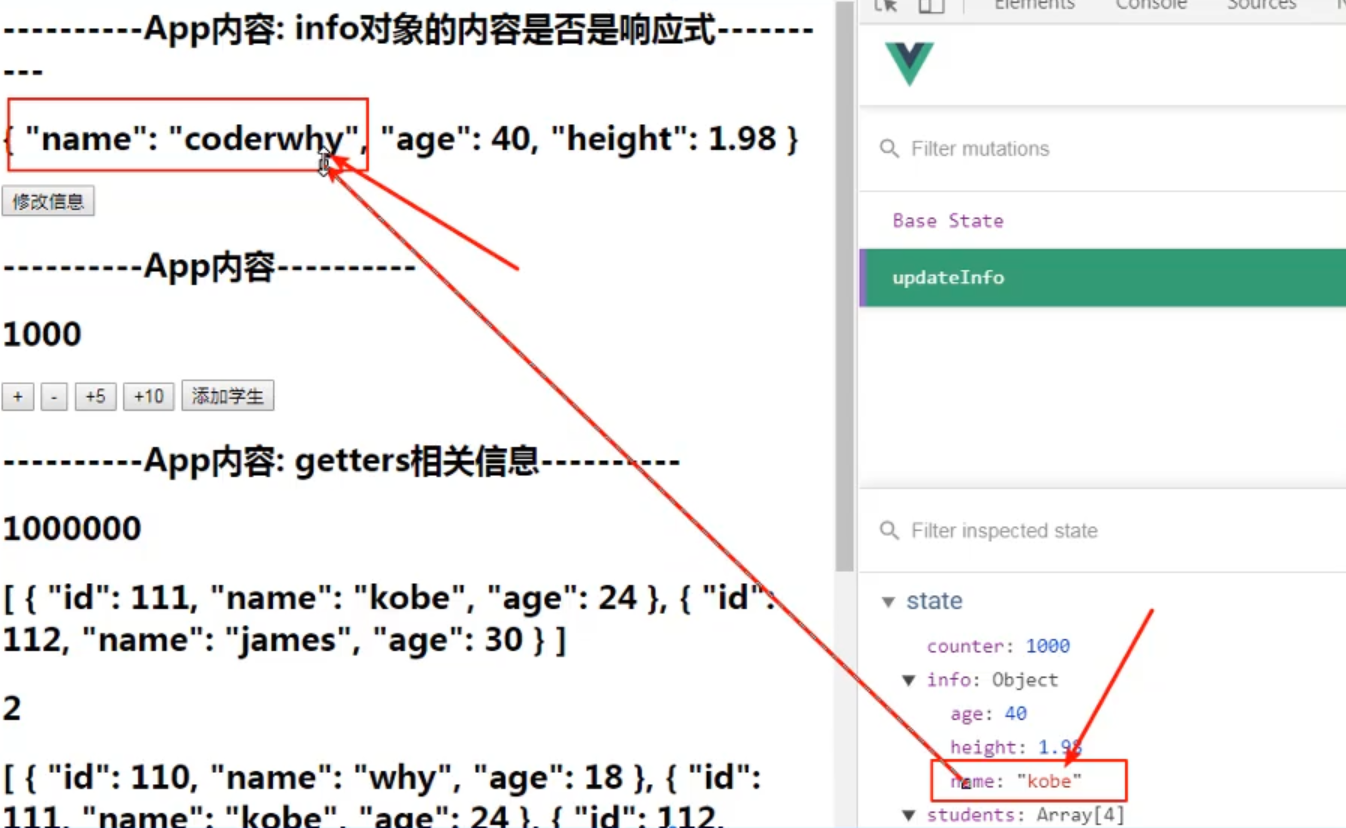 ----------App内容: info对象的内容是否是响应式-------
---
{ "name": "coderwhy", "age": 40, "height": 1.98 }
修改信息
----------App内容----------
1000
+ - +5 +10 添加学生
----------App内容: getters相关信息----------
1000000
[ { "id": 111, "name": "kobe", "age": 24 }, { "id":
112, "name": "james", "age": 30 } ]
2
[ { "id": 110, "name": "why", "age": 18 }, { "id":
111, "name": "kobe", "age": 24 }, { "id": 112,
Elements Console Sources
Filter mutations
Base State
updateInfo
Filter inspected state
state
counter: 1000
info: Object
age: 40
height: 1.98
name: "kobe"
students: Array[4]